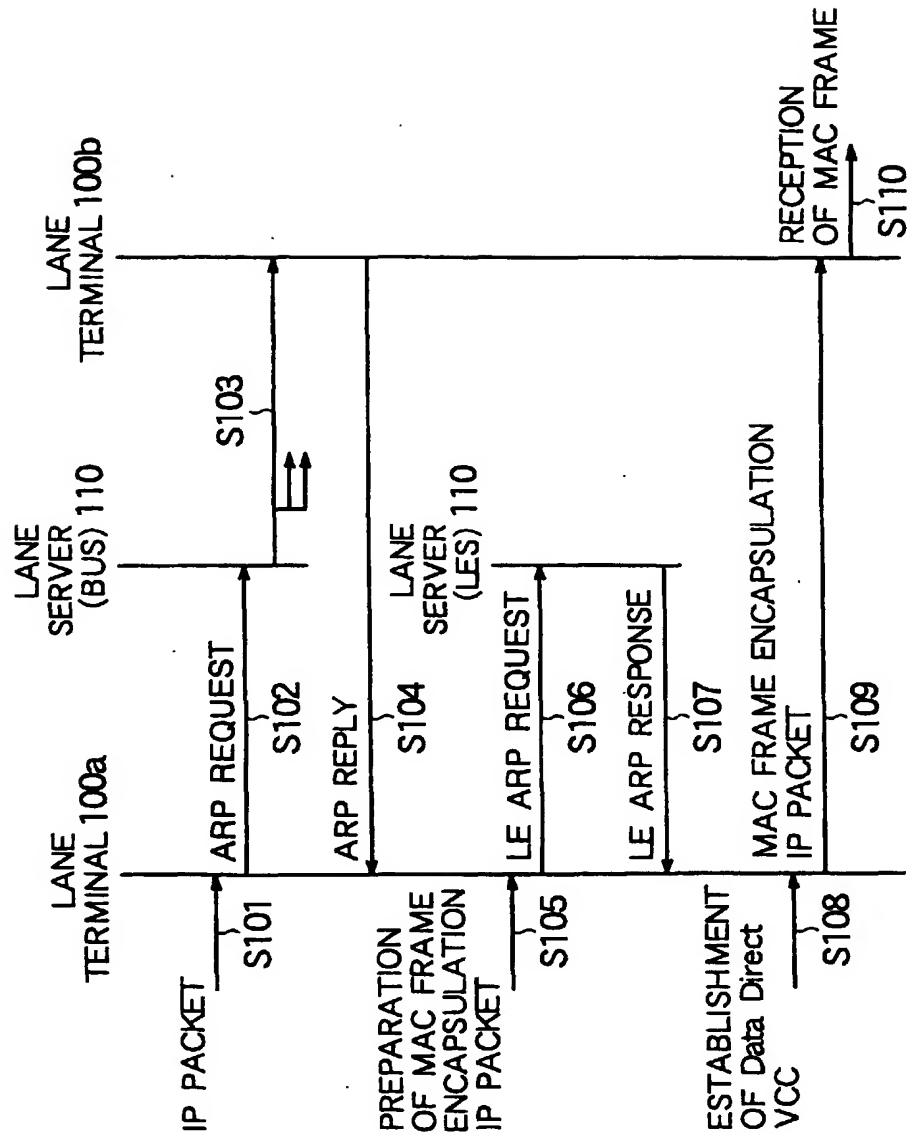 LANE
TERMINAL 100a
LANE
SERVER
(BUS) 110
LANE
TERMINAL 100b
IP PACKET
S101
ARP REQUEST
S102
S103
ARP REPLY
S104
PREPARATION
OF MAC FRAME
ENCAPSULATION
IP PACKET
S105
LANE
SERVER
(LES) 110
LE ARP REQUEST
S106
LE ARP RESPONSE
S107
ESTABLISHMENT
OF Data Direct
VCC
S108
MAC FRAME ENCAPSULATION
IP PACKET
S109
RECEPTION
OF MAC FRAME
S110